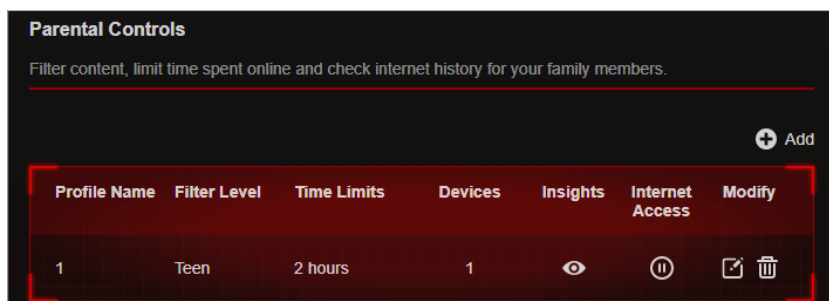 Parental Controls
Filter content, limit time spent online and check internet history for your family members.
Add
Profile Name Filter Level Time Limits Devices Insights Internet Access Modify
1 Teen 2 hours 1